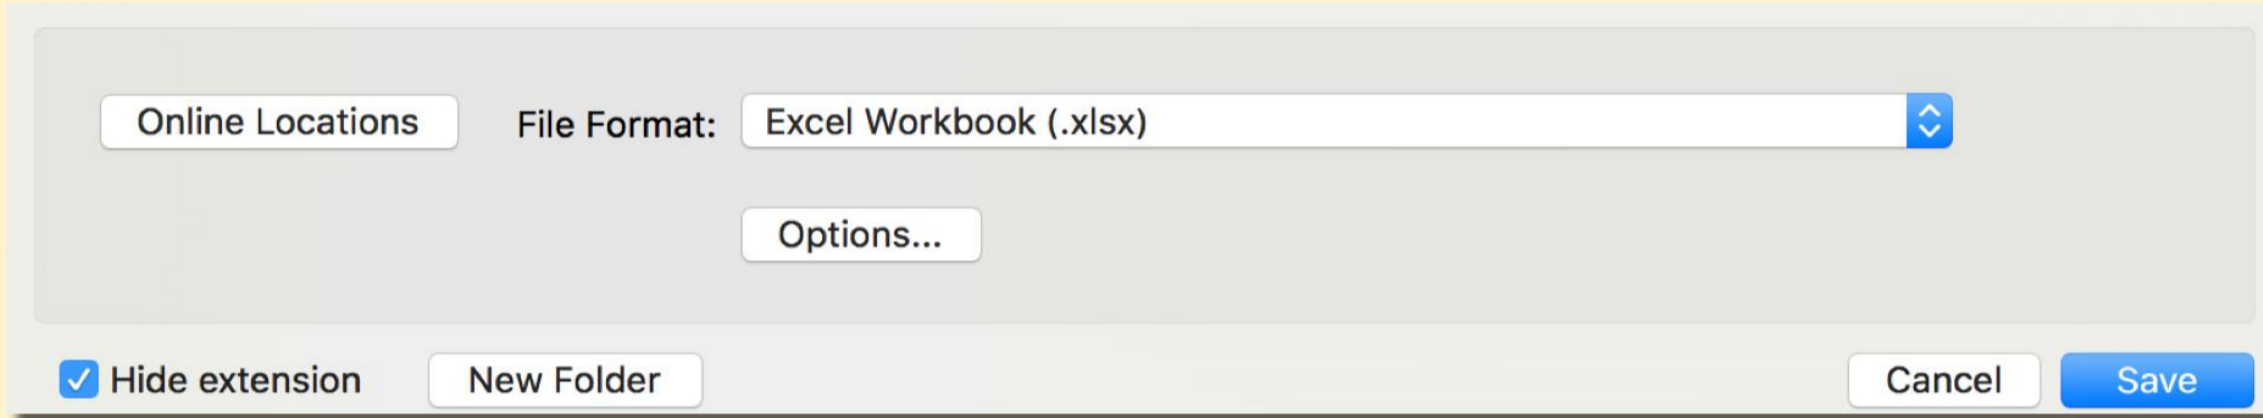 Online Locations File Format: Excel Workbook (.xlsx)
Options...
Hide extension New Folder Cancel Save